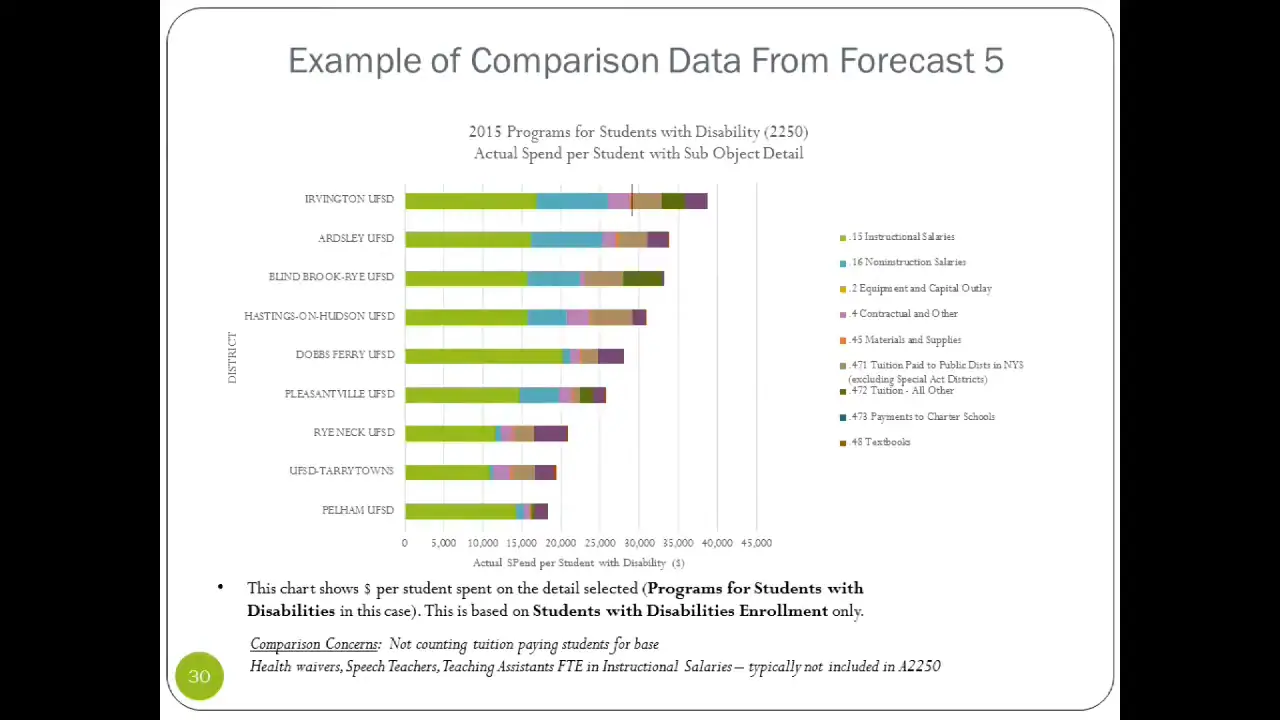 Example of Comparison Data From Forecast 5
2015 Programs for Students with Disability (2250)
Actual Spend per Student with Sub Object Detail
IRVINGTON UFSD
ARDSLEY UFSD
BLIND BROOK-RYE UFSD
HASTINGS-ON-HUDSON UFSD
DOBBS FERRY UFSD
PLEASANTVILLE UFSD
RYE NECK UFSD
UFSD-TARRYTOWNS
PELHAM UFSD
DISTRICT
0 5,000 10,000 15,000 20,000 25,000 30,000 35,000 40,000 45,000
Actual SPend per Student with Disability ($)
.15 Instructional Salaries
.16 Noninstruction Salaries
.2 Equipment and Capital Outlay
.4 Contractual and Other
.45 Materials and Supplies
.471 Tuition Paid to Public Dists in NYS
(excluding Special Act Districts)
.472 Tuition - All Other
.473 Payments to Charter Schools
.48 Textbooks
• This chart shows $ per student spent on the detail selected (Programs for Students with
Disabilities in this case). This is based on Students with Disabilities Enrollment only.
Comparison Concerns: Not counting tuition paying students for base
Health waivers, Speech Teachers, Teaching Assistants FTE in Instructional Salaries – typically not included in A2250
30